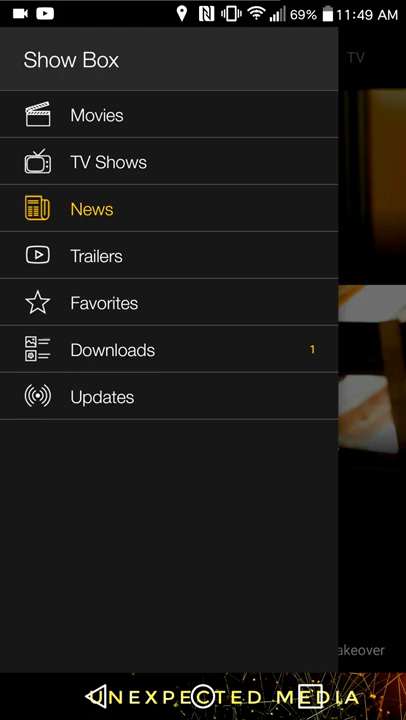 69% 11:49 AM
Show Box
TV
Movies
TV Shows
News
Trailers
Favorites
Downloads 1
Updates
akeover
UNEXPECTED MEDIA